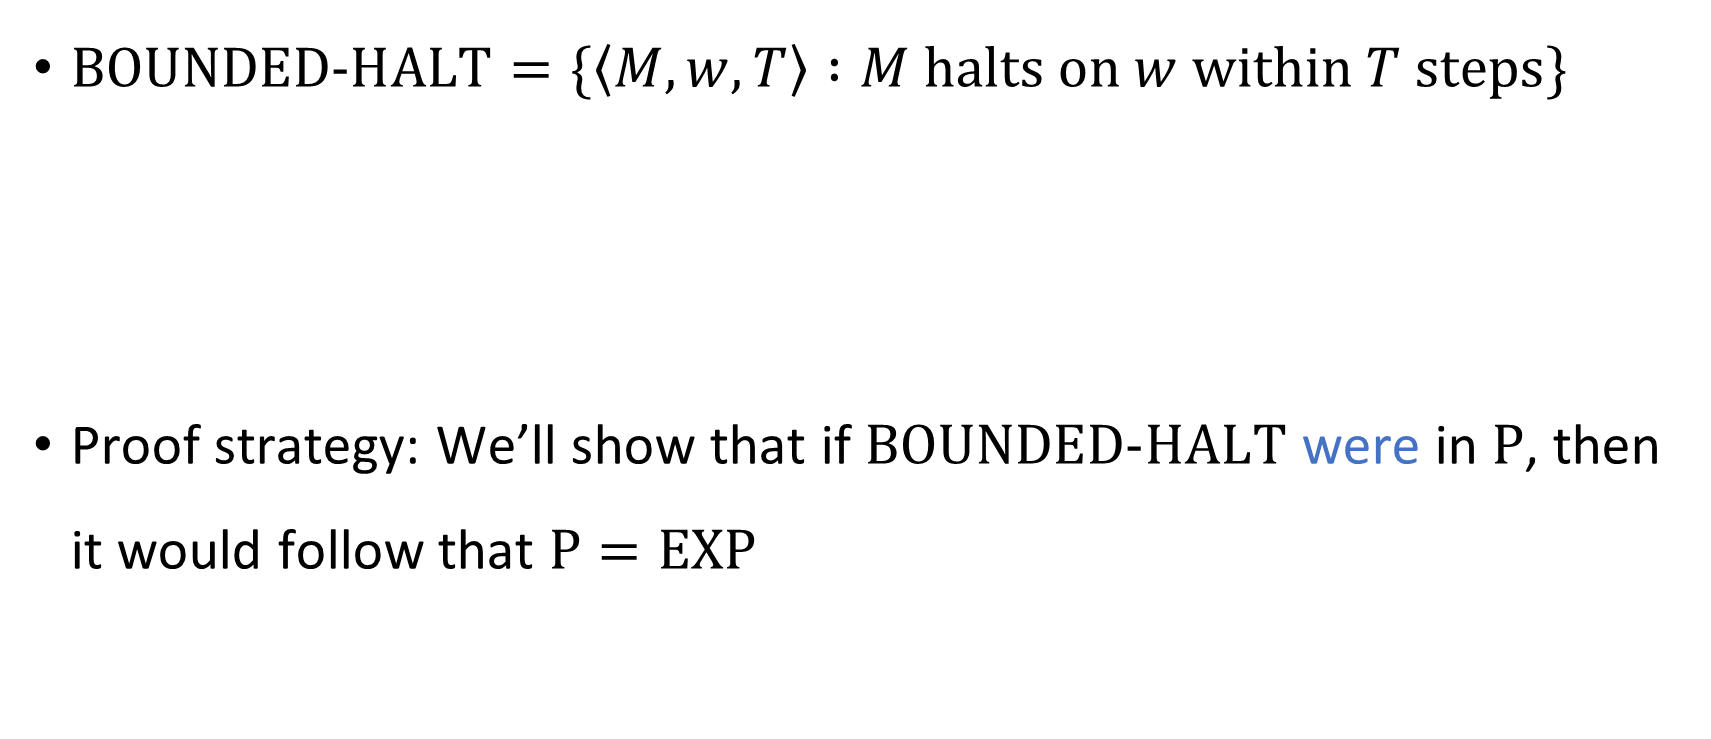 • BOUNDED-HALT = {⟨𝑀, 𝑤, 𝑇⟩ : 𝑀 halts on 𝑤 within 𝑇 steps}
• Proof strategy: We’ll show that if BOUNDED-HALT were in P, then
it would follow that P = EXP